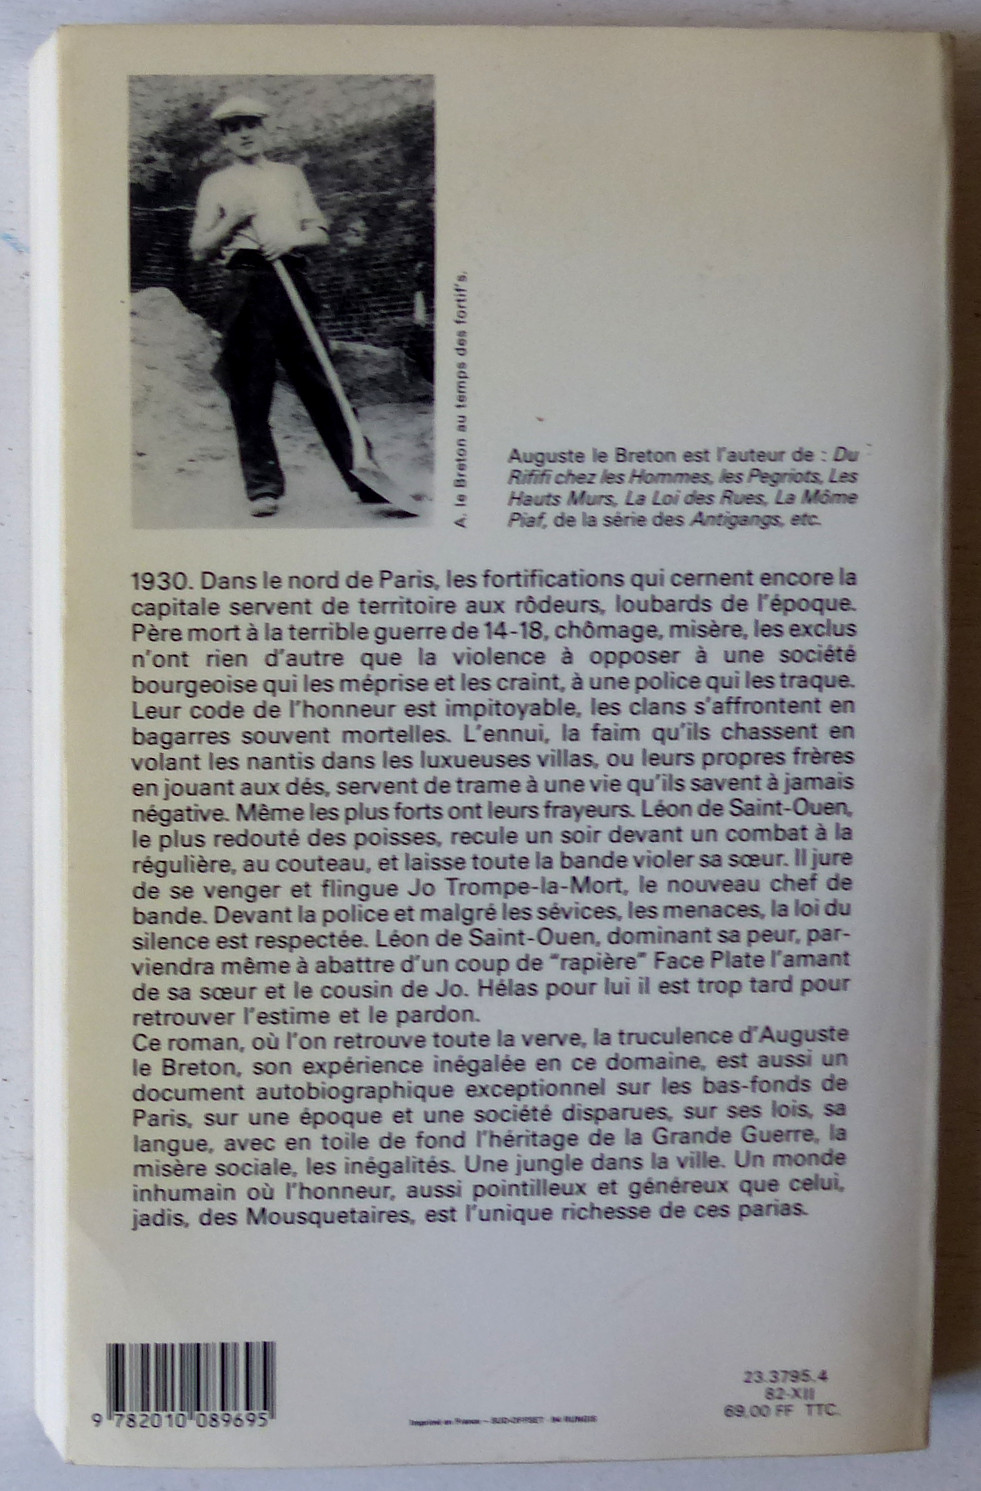 A. le Breton au temps des fortif's.
Auguste le Breton est l'auteur de : Du
Rififi chez les Hommes, les Pegriots, Les
Hauts Murs, La Loi des Rues, La Môme
Piaf, de la série des Antigangs, etc.
1930. Dans le nord de Paris, les fortifications qui cernent encore la
capitale servent de territoire aux rôdeurs, loubards de l'époque.
Père mort à la terrible guerre de 14-18, chômage, misère, les exclus
n'ont rien d'autre que la violence à opposer à une société
bourgeoise qui les méprise et les craint, à une police qui les traque.
Leur code de l'honneur est impitoyable, les clans s'affrontent en
bagarres souvent mortelles. L'ennui, la faim qu'ils chassent en
volant les nantis dans les luxueuses villas, ou leurs propres frères
en jouant aux dés, servent de trame à une vie qu'ils savent à jamais
négative. Même les plus forts ont leurs frayeurs. Léon de Saint-Ouen,
le plus redouté des poisses, recule un soir devant un combat à la
régulière, au couteau, et laisse toute la bande violer sa sœur. Il jure
de se venger et flingue Jo Trompe-la-Mort, le nouveau chef de
bande. Devant la police et malgré les sévices, les menaces, la loi du
silence est respectée. Léon de Saint-Ouen, dominant sa peur, par-
viendra même à abattre d'un coup de "rapière" Face Plate l'amant
de sa sœur et le cousin de Jo. Hélas pour lui il est trop tard pour
retrouver l'estime et le pardon.
Ce roman, où l'on retrouve toute la verve, la truculence d'Auguste
le Breton, son expérience inégalée en ce domaine, est aussi un
document autobiographique exceptionnel sur les bas-fonds de
Paris, sur une époque et une société disparues, sur ses lois, sa
langue, avec en toile de fond l'héritage de la Grande Guerre, la
misère sociale, les inégalités. Une jungle dans la ville. Un monde
inhumain où l'honneur, aussi pointilleux et généreux que celui,
jadis, des Mousquetaires, est l'unique richesse de ces parias.
9 782010 089695
Imprimé en France - SUD-OFFSET - 94 RUNGIS
23.3795.4
82-XII
69,00 FF TTC.